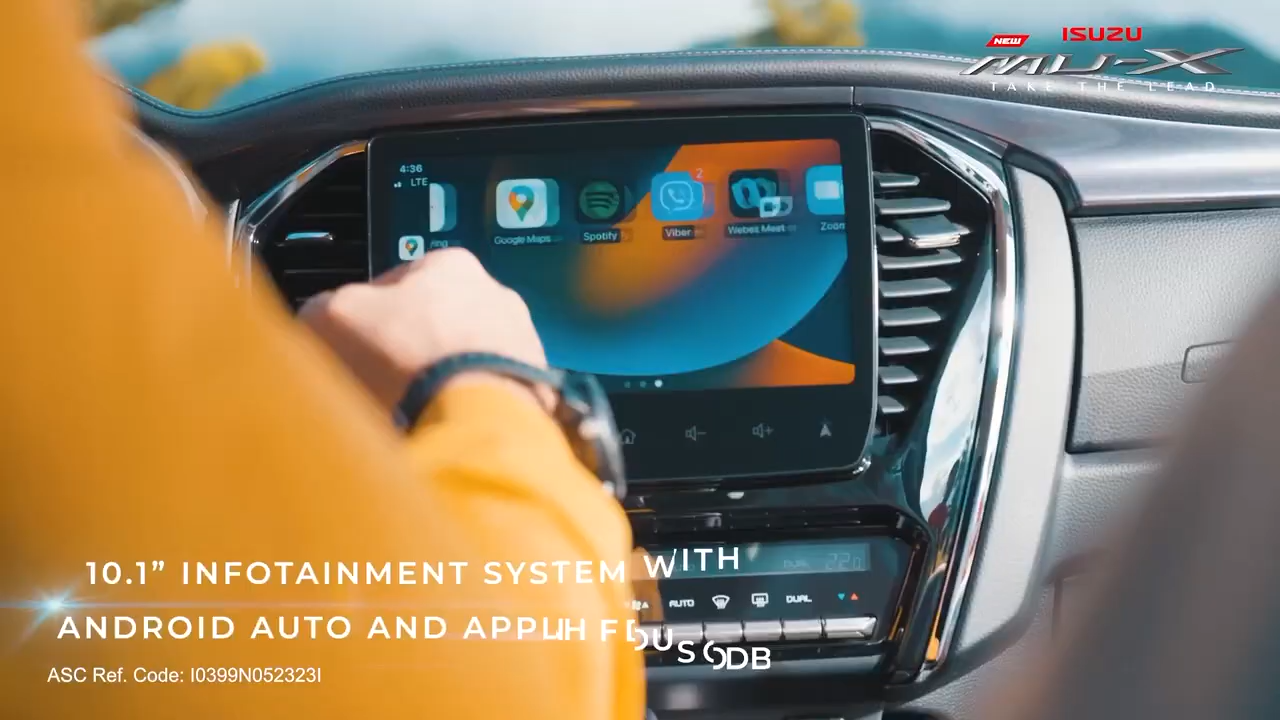 NEW
ISUZU
MU-X
TAKE THE LEAD
4:36
LTE
2
Google Maps
Spotify
Viber
Webex Meet
Zoom
10.1” INFOTAINMENT SYSTEM WITH
ANDROID AUTO AND
AUTO
DUAL
ASC Ref. Code: I0399N052323I